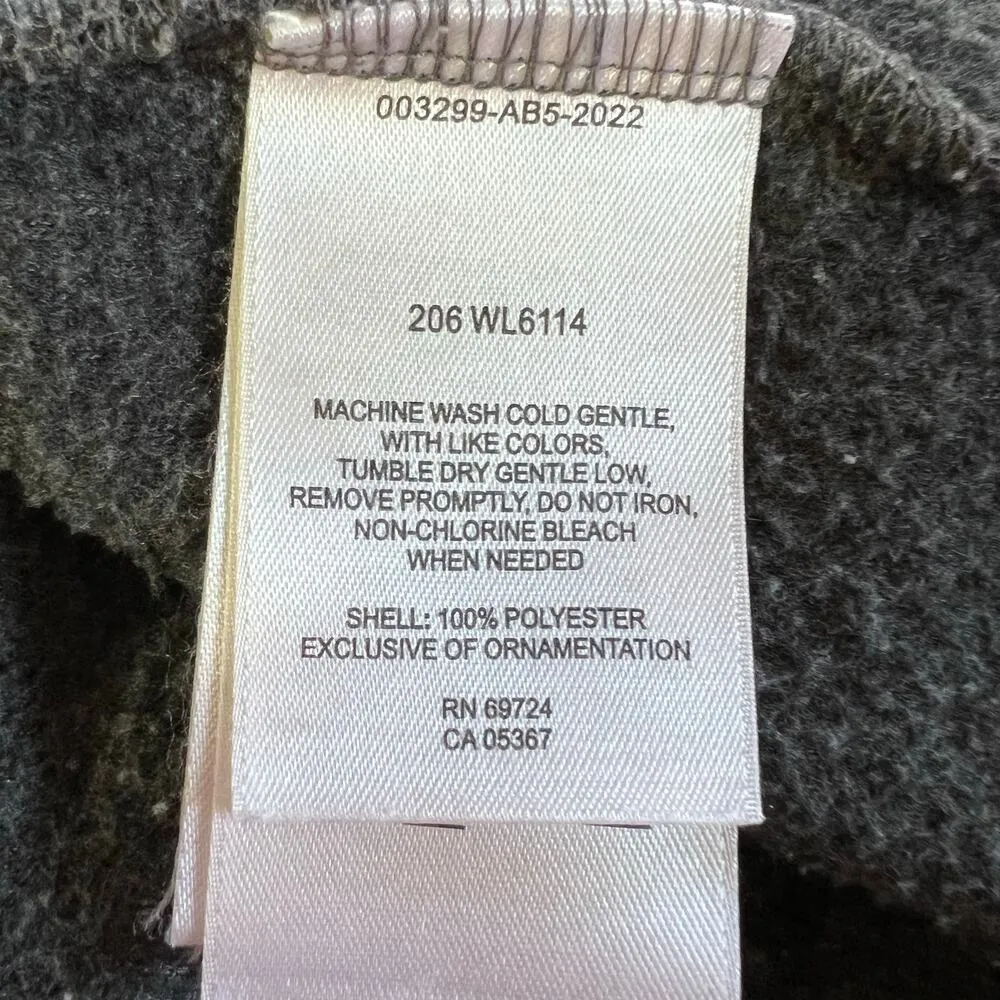 003299-AB5-2022
206 WL6114
MACHINE WASH COLD GENTLE,
WITH LIKE COLORS,
TUMBLE DRY GENTLE LOW,
REMOVE PROMPTLY, DO NOT IRON,
NON-CHLORINE BLEACH
WHEN NEEDED
SHELL: 100% POLYESTER
EXCLUSIVE OF ORNAMENTATION
RN 69724
CA 05367